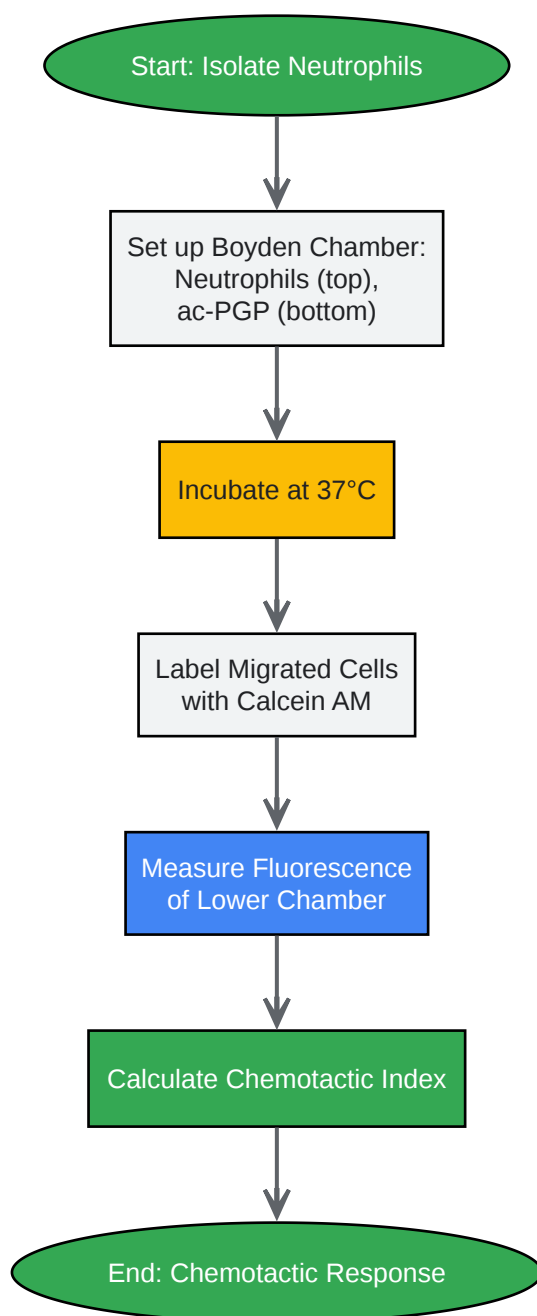 Start: Isolate Neutrophils
Set up Boyden Chamber:
Neutrophils (top),
ac-PGP (bottom)
Incubate at 37°C
Label Migrated Cells
with Calcein AM
Measure Fluorescence
of Lower Chamber
Calculate Chemotactic Index
End: Chemotactic Response